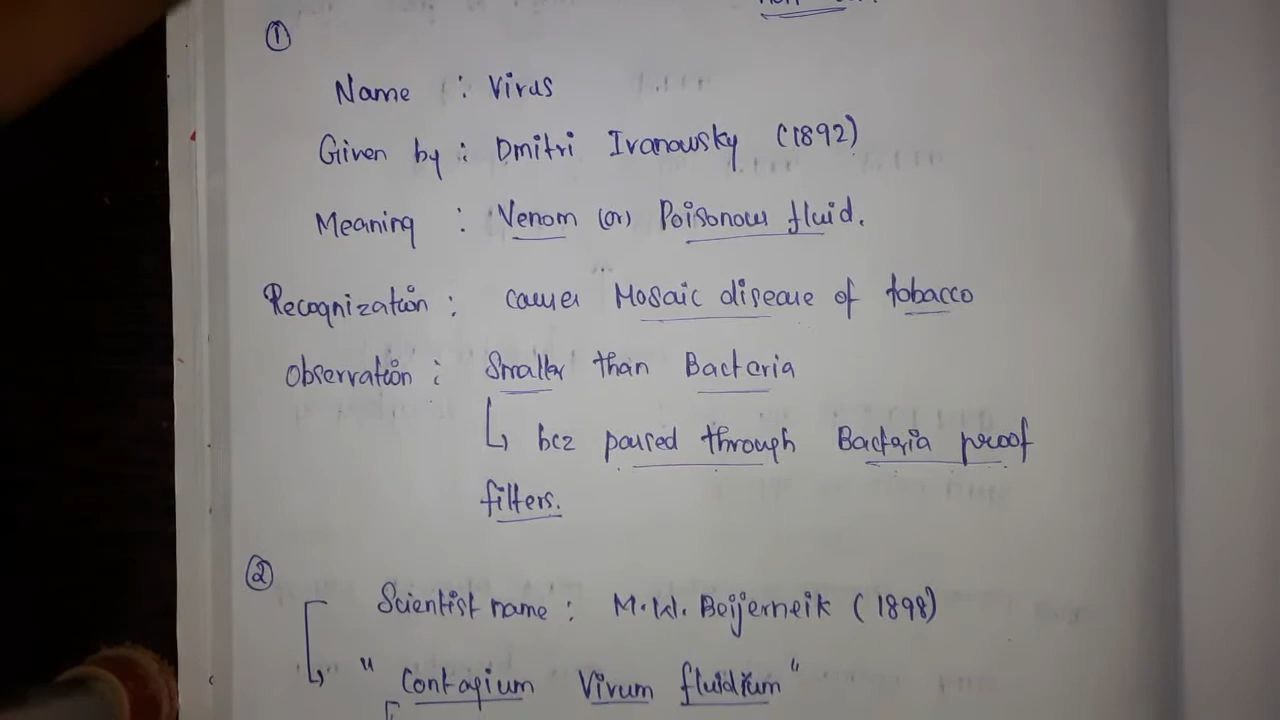 ①
Name : Virus
Given by : Dmitri Ivanowsky (1892)
Meaning : Venom (or) Poisonous fluid.
Recognization : causes Mosaic disease of tobacco
Observation : Smaller than Bacteria
↳ bcz passed through Bacteria proof
filters.
②
Scientist name : M.W. Beijerneik (1898)
" Contagium Virum fluidium "